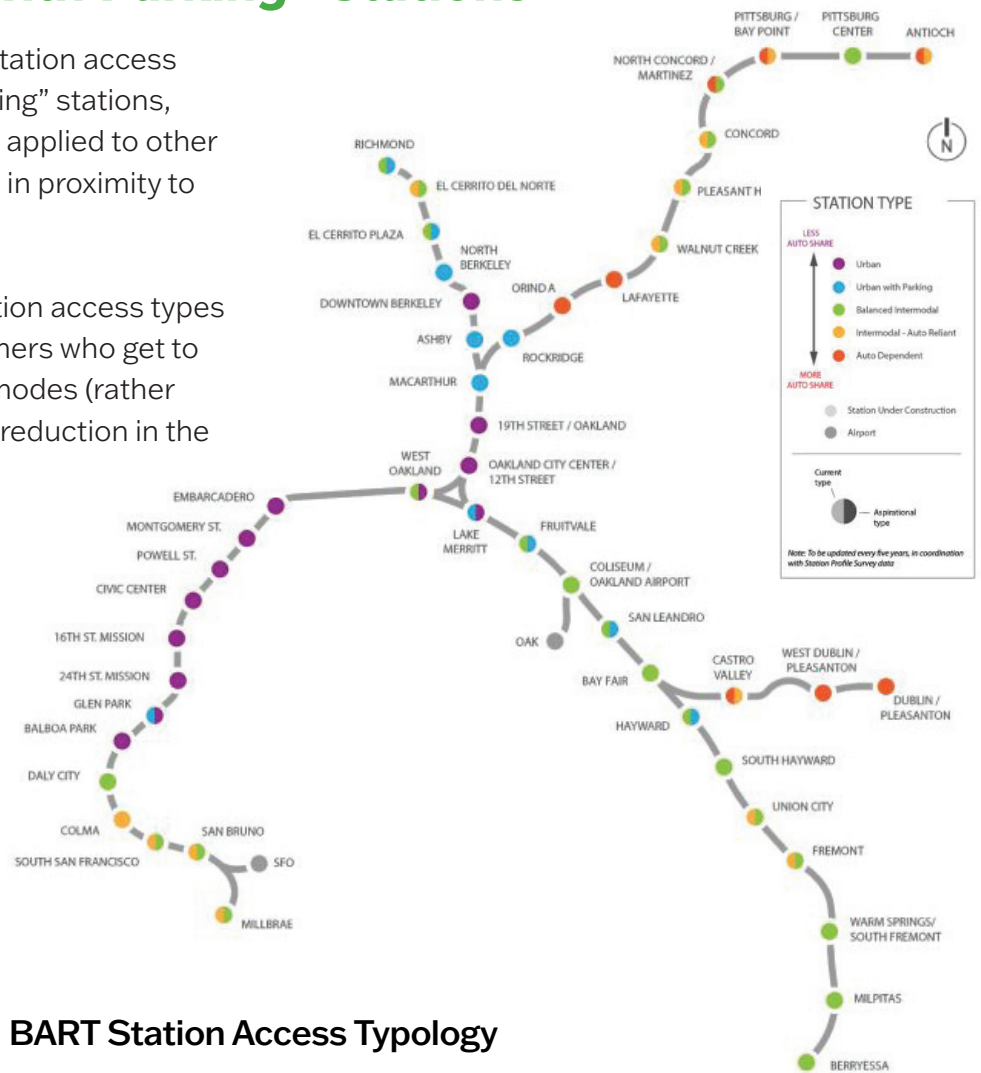 tation access
ing” stations,
applied to other
in proximity to
tion access types
ners who get to
nodes (rather
reduction in the
PITTSBURG /
BAY POINT
PITTSBURG
CENTER
ANTIOCH
NORTH CONCORD /
MARTINEZ
CONCORD
N
RICHMOND
EL CERRITO DEL NORTE
PLEASANT H
EL CERRITO PLAZA
NORTH
BERKELEY
WALNUT CREEK
DOWNTOWN BERKELEY
ORIND A
LAFAYETTE
ASHBY
ROCKRIDGE
MACARTHUR
19TH STREET / OAKLAND
WEST
OAKLAND
OAKLAND CITY CENTER /
12TH STREET
EMBARCADERO
LAKE
MERRITT
FRUITVALE
MONTGOMERY ST.
POWELL ST.
COLISEUM /
OAKLAND AIRPORT
CIVIC CENTER
SAN LEANDRO
16TH ST. MISSION
OAK
24TH ST. MISSION
BAY FAIR
CASTRO
VALLEY
WEST DUBLIN /
PLEASANTON
DUBLIN /
PLEASANTON
GLEN PARK
HAYWARD
BALBOA PARK
SOUTH HAYWARD
DALY CITY
UNION CITY
COLMA
SAN BRUNO
SOUTH SAN FRANCISCO
SFO
FREMONT
MILLBRAE
WARM SPRINGS/
SOUTH FREMONT
MILPITAS
BERRYESSA
STATION TYPE
LESS
AUTO SHARE
Urban
Urban with Parking
Balanced Intermodal
Intermodal - Auto Reliant
Auto Dependent
MORE
AUTO SHARE
Station Under Construction
Airport
Current
type
Aspirational
type
Note: To be updated every five years, in coordination
with Station Profile Survey data
BART Station Access Typology